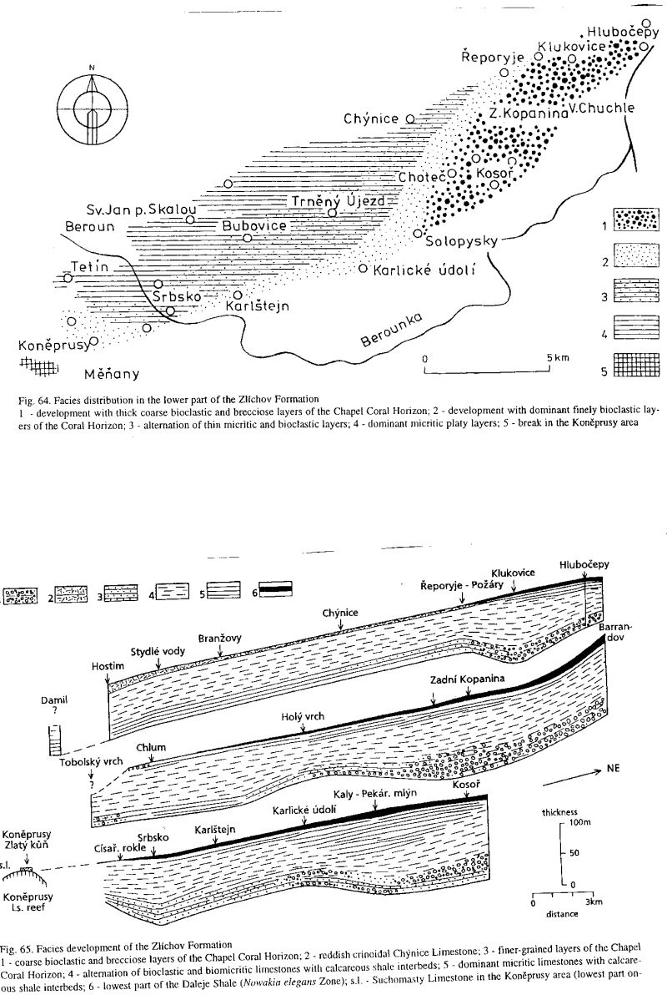 N
Hlubočepy
Klukovice
Řeporyje
Z.Kopanina
V.Chuchle
Chýnice
Choteč
Kosoř
Trněný Újezd
Sv.Jan p.Skalou
Beroun
Bubovice
Solopysky
Tetín
Karlické údolí
Srbsko
Karlštejn
Berounka
Koněprusy
Měňany
0 5km
1
2
3
4
5
Fig. 64. Facies distribution in the lower part of the Zlíchov Formation
1 - development with thick coarse bioclastic and brecciose layers of the Chapel Coral Horizon; 2 - development with dominant finely bioclastic lay-
ers of the Coral Horizon; 3 - alternation of thin micritic and bioclastic layers; 4 - dominant micritic platy layers; 5 - break in the Koněprusy area
2 3 4 5 6
Hlubočepy
Klukovice
Řeporyje - Požáry
Chýnice
Branžovy
Stydlé vody
Hostim
Barran-
dov
Damil
?
Zadní Kopanina
Holý vrch
Chlum
Tobolský vrch
?
NE
Kosoř
Kaly - Pekár. mlýn
Karlické údolí
Karlštejn
Srbsko
Císař. rokle
Koněprusy
Zlatý kůň
s.l.
Koněprusy
l.s. reef
thickness
100m
50
0
0 3km
distance
Fig. 65. Facies development of the Zlíchov Formation
1 - coarse bioclastic and brecciose layers of the Chapel Coral Horizon; 2 - reddish crinoidal Chýnice Limestone; 3 - finer-grained layers of the Chapel
Coral Horizon; 4 - alternation of bioclastic and biomicritic limestones with calcareous shale interbeds; 5 - dominant micritic limestones with calcare-
ous shale interbeds; 6 - lowest part of the Daleje Shale (Nowakia elegans Zone); s.l. - Suchomasty Limestone in the Koněprusy area (lowest part on-